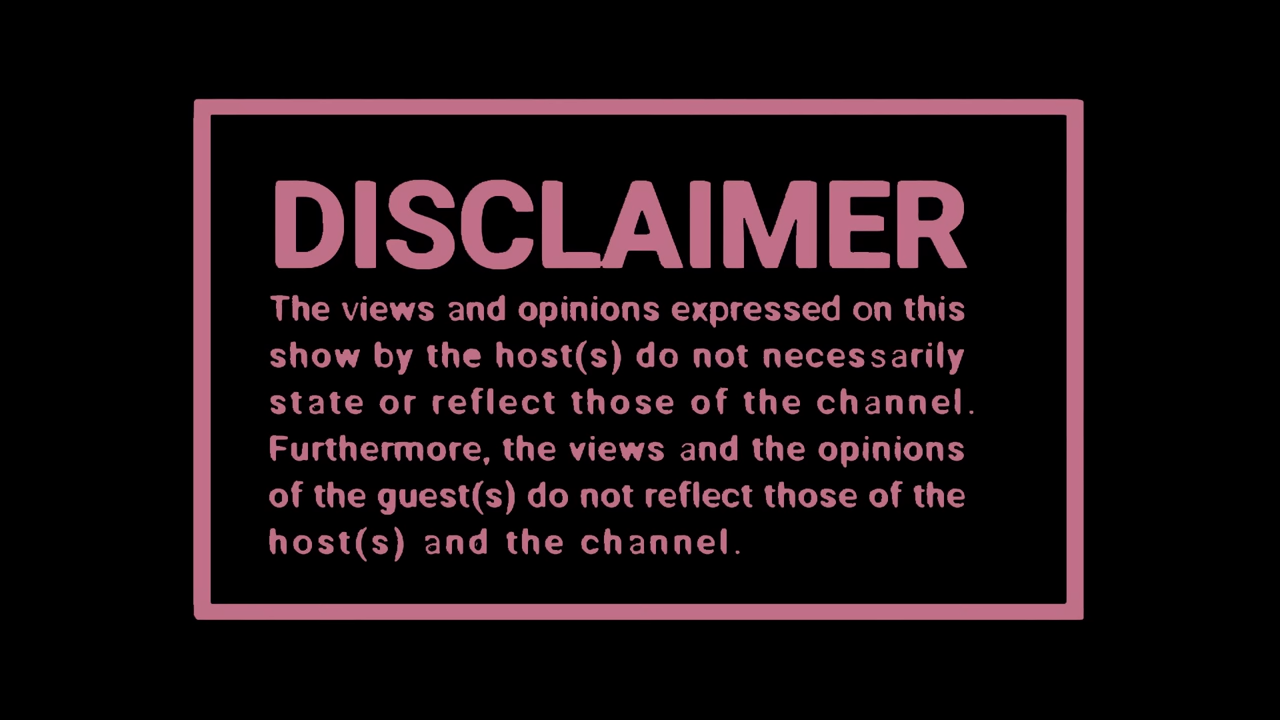 DISCLAIMER
The views and opinions expressed on this
show by the host(s) do not necessarily
state or reflect those of the channel.
Furthermore, the views and the opinions
of the guest(s) do not reflect those of the
host(s) and the channel.